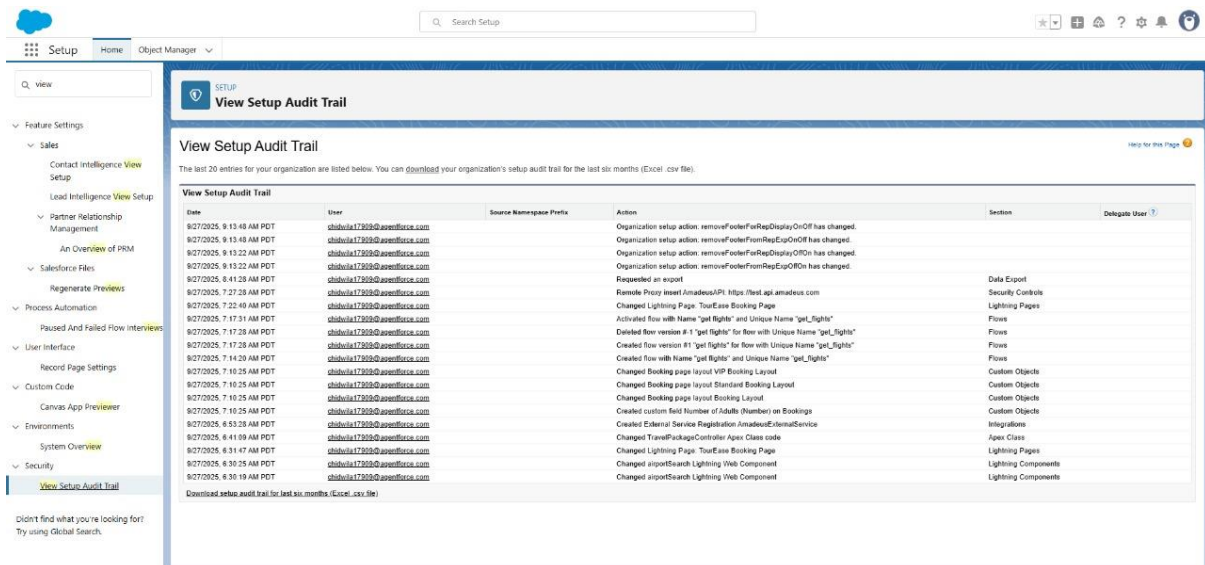 Search Setup
Setup Home Object Manager
view
Feature Settings
Sales
Contact Intelligence View
Setup
Lead Intelligence View Setup
Partner Relationship
Management
An Overview of PRM
Salesforce Files
Regenerate Previews
Process Automation
Paused And Failed Flow Interviews
User Interface
Record Page Settings
Custom Code
Canvas App Previewer
Environments
System Overview
Security
View Setup Audit Trail
Didn't find what you're looking for?
Try using Global Search.
SETUP
View Setup Audit Trail
View Setup Audit Trail
Help for this Page
The last 20 entries for your organization are listed below. You can download your organization's setup audit trail for the last six months (Excel .csv file).
View Setup Audit Trail
Date User Source Namespace Prefix Action Section Delegate User ?
9/27/2025, 9:13:48 AM PDT chidwila17909@agentforce.com Organization setup action: removeFooterForRepDisplayOnOff has changed.
9/27/2025, 9:13:48 AM PDT chidwila17909@agentforce.com Organization setup action: removeFooterFromRepExpOnOff has changed.
9/27/2025, 9:13:22 AM PDT chidwila17909@agentforce.com Organization setup action: removeFooterForRepDisplayOffOn has changed.
9/27/2025, 9:13:22 AM PDT chidwila17909@agentforce.com Organization setup action: removeFooterFromRepExpOffOn has changed.
9/27/2025, 8:41:28 AM PDT chidwila17909@agentforce.com Requested an export Data Export
9/27/2025, 7:27:28 AM PDT chidwila17909@agentforce.com Remote Proxy insert AmadeusAPI: https://test.api.amadeus.com Security Controls
9/27/2025, 7:22:40 AM PDT chidwila17909@agentforce.com Changed Lightning Page: TourEase Booking Page Lightning Pages
9/27/2025, 7:17:31 AM PDT chidwila17909@agentforce.com Activated flow with Name "get flights" and Unique Name "get_flights" Flows
9/27/2025, 7:17:28 AM PDT chidwila17909@agentforce.com Deleted flow version #-1 "get flights" for flow with Unique Name "get_flights" Flows
9/27/2025, 7:17:28 AM PDT chidwila17909@agentforce.com Created flow version #1 "get flights" for flow with Unique Name "get_flights" Flows
9/27/2025, 7:14:20 AM PDT chidwila17909@agentforce.com Created flow with Name "get flights" and Unique Name "get_flights" Flows
9/27/2025, 7:10:25 AM PDT chidwila17909@agentforce.com Changed Booking page layout VIP Booking Layout Custom Objects
9/27/2025, 7:10:25 AM PDT chidwila17909@agentforce.com Changed Booking page layout Standard Booking Layout Custom Objects
9/27/2025, 7:10:25 AM PDT chidwila17909@agentforce.com Changed Booking page layout Booking Layout Custom Objects
9/27/2025, 7:10:25 AM PDT chidwila17909@agentforce.com Created custom field Number of Adults (Number) on Bookings Custom Objects
9/27/2025, 6:53:28 AM PDT chidwila17909@agentforce.com Created External Service Registration AmadeusExternalService Integrations
9/27/2025, 6:41:09 AM PDT chidwila17909@agentforce.com Changed TravelPackageController Apex Class code Apex Class
9/27/2025, 6:31:47 AM PDT chidwila17909@agentforce.com Changed Lightning Page: TourEase Booking Page Lightning Pages
9/27/2025, 6:30:25 AM PDT chidwila17909@agentforce.com Changed airportSearch Lightning Web Component Lightning Components
9/27/2025, 6:30:19 AM PDT chidwila17909@agentforce.com Changed airportSearch Lightning Web Component Lightning Components
Download setup audit trail for last six months (Excel .csv file)